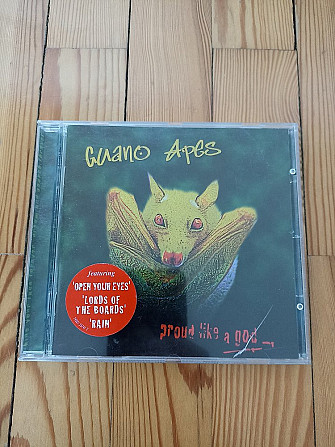 Guano Apes
featuring
'OPEN YOUR EYES'
'LORDS OF
THE BOARDS'
'RAIN'
proud like a god